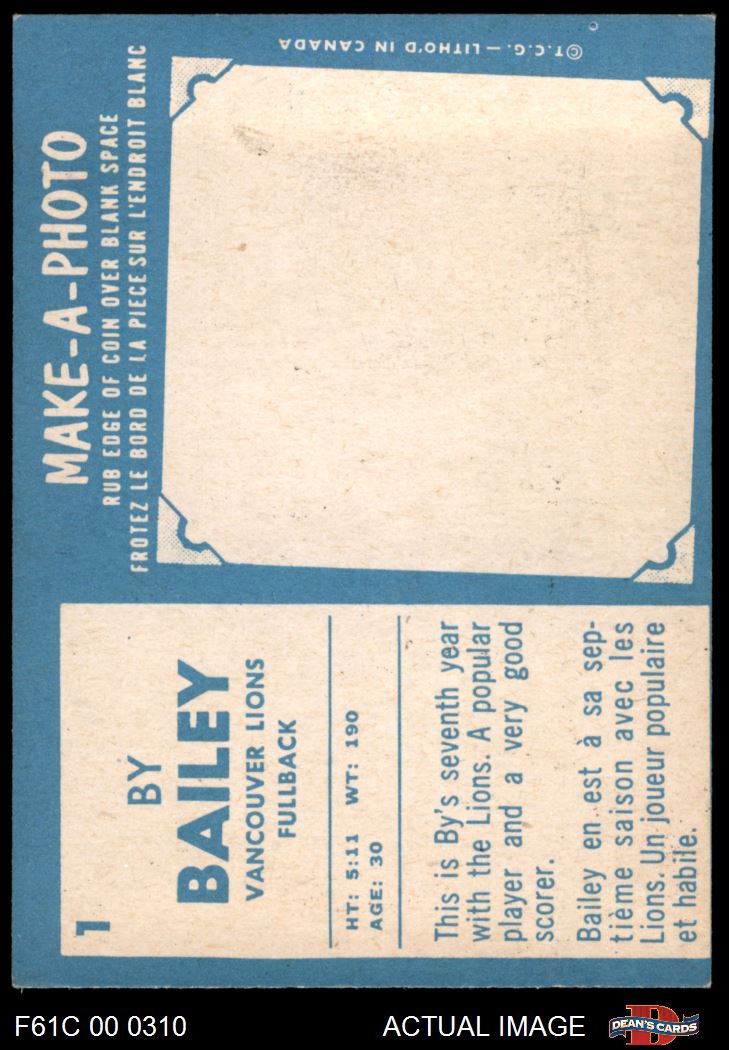 1
BY
BAILEY
VANCOUVER LIONS
FULLBACK
HT: 5:11 WT: 190
AGE: 30
This is By's seventh year
with the Lions. A popular
player and a very good
scorer.
Bailey en est à sa sep-
tième saison avec les
Lions. Un joueur populaire
et habile.
MAKE-A-PHOTO
RUB EDGE OF COIN OVER BLANK SPACE
FROTEZ LE BORD DE LA PIECE SUR L'ENDROIT BLANC
© T.C.G. — LITHO'D IN CANADA
F61C 00 0310
ACTUAL IMAGE
D
DEAN'S CARDS